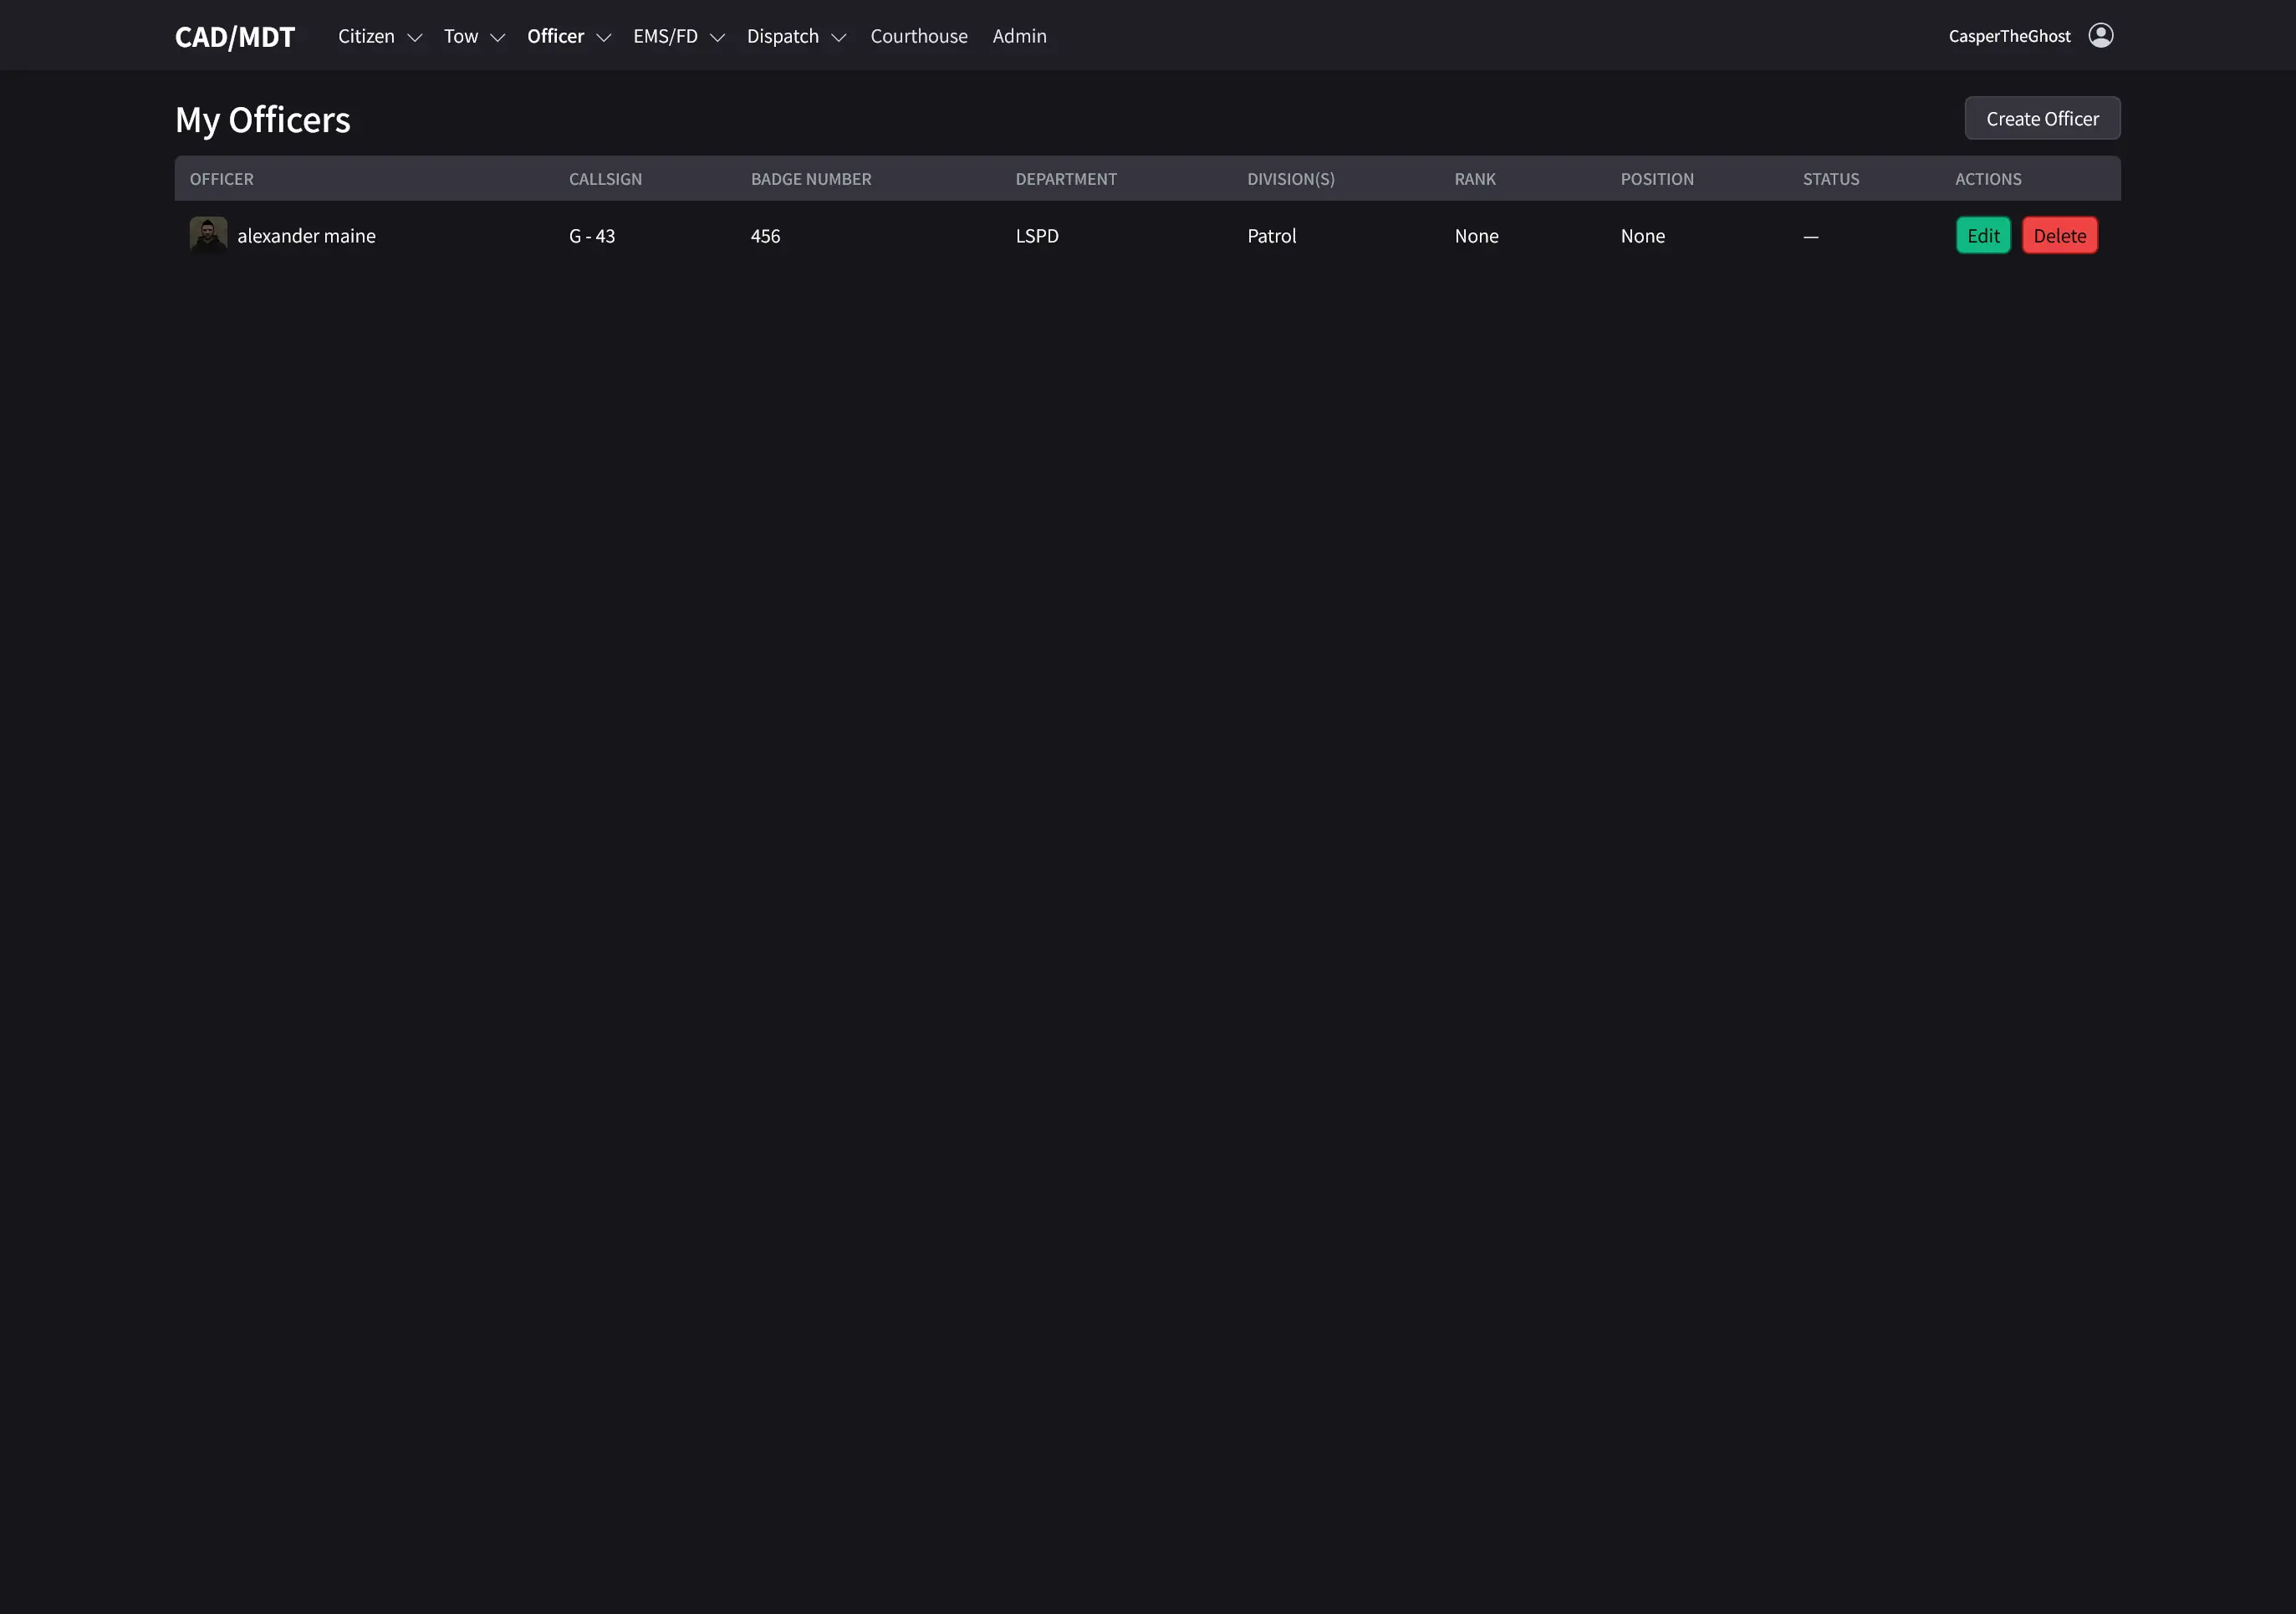 CAD/MDT Citizen Tow Officer EMS/FD Dispatch Courthouse Admin CasperTheGhost
My Officers Create Officer
OFFICER CALLSIGN BADGE NUMBER DEPARTMENT DIVISION(S) RANK POSITION STATUS ACTIONS
alexander maine G - 43 456 LSPD Patrol None None — Edit Delete